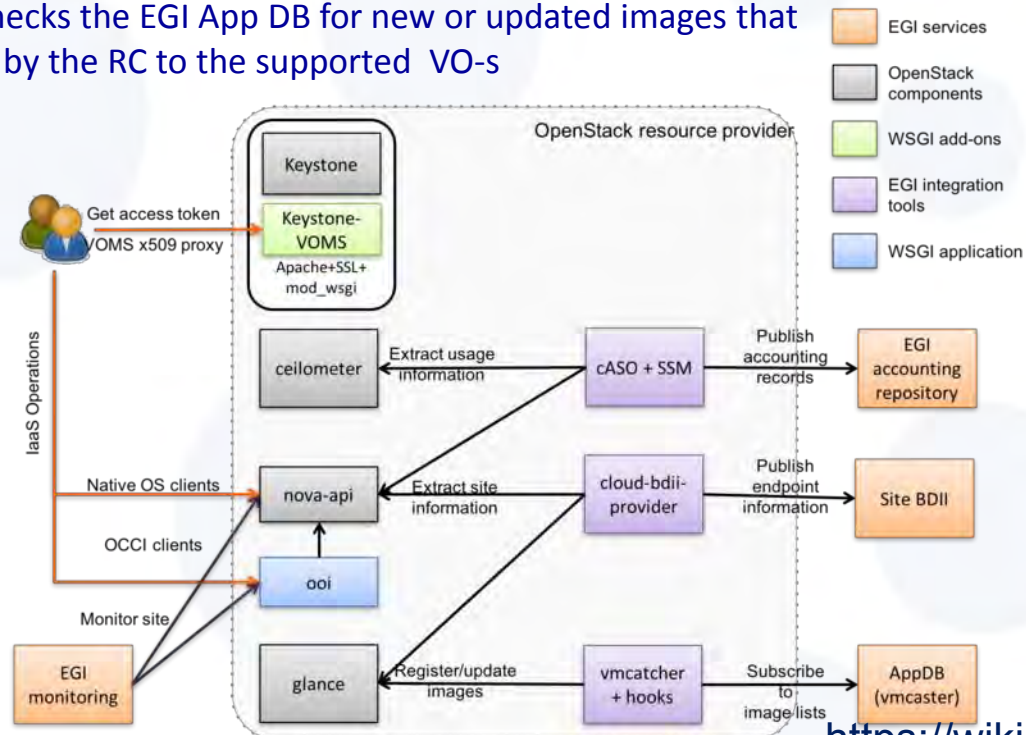 hecks the EGI App DB for new or updated images that
by the RC to the supported VO-s
EGI services
OpenStack
components
WSGI add-ons
EGI integration
tools
WSGI application
OpenStack resource provider
Keystone
Keystone-
VOMS
Apache+SSL+
mod_wsgi
Get access token
VOMS x509 proxy
IaaS Operations
ceilometer
Extract usage
information
cASO + SSM
Publish
accounting
records
EGI
accounting
repository
Native OS clients
nova-api
Extract site
information
cloud-bdii-
provider
Publish
endpoint
information
Site BDII
OCCI clients
ooi
Monitor site
EGI
monitoring
glance
Register/update
images
vmcatcher
+ hooks
Subscribe
to
image lists
AppDB
(vmcaster)
https://wiki